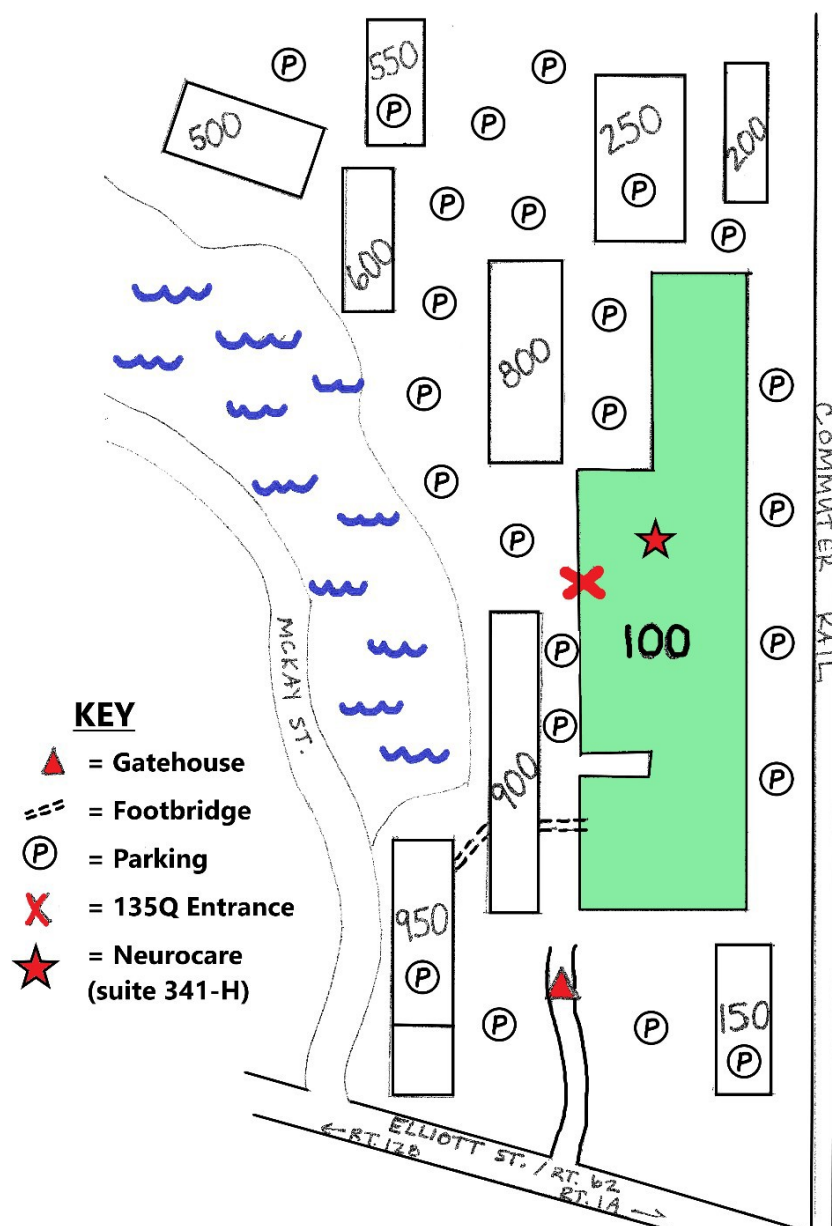 P
550
P
500
P
P
250
P
200
P
P
P
600
P
800
P
P
P
P
P
P
COMMUTER RAIL
P
P
P
100
P
P
MCKAY ST.
P
900
P
950
P
P
P
150
P
KEY
= Gatehouse
= Footbridge
P = Parking
= 135Q Entrance
= Neurocare
(suite 341-H)
ELLIOTT ST. / RT. 62
← RT. 128
RT. 1A →